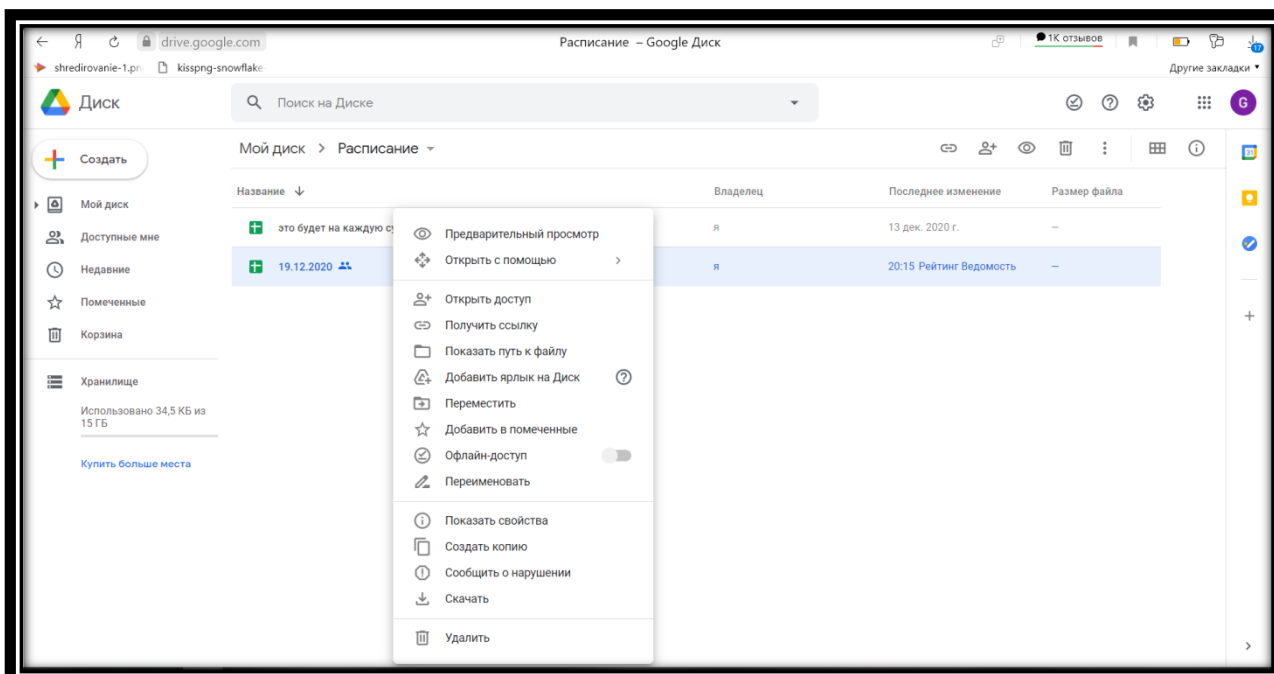 Я drive.google.com Расписание – Google Диск 1К отзывов 17
shredirovanie-1.pn kisspng-snowflake- Другие закладки
Диск Поиск на Диске G
Создать Мой диск > Расписание 31
Название Владелец Последнее изменение Размер файла
Мой диск
это будет на каждую су я 13 дек. 2020 г. –
Доступные мне
19.12.2020 я 20:15 Рейтинг Ведомость –
Недавние
Помеченные
Корзина
Хранилище
Использовано 34,5 КБ из
15 ГБ
Купить больше места
Предварительный просмотр
Открыть с помощью
Открыть доступ
Получить ссылку
Показать путь к файлу
Добавить ярлык на Диск
Переместить
Добавить в помеченные
Офлайн-доступ
Переименовать
Показать свойства
Создать копию
Сообщить о нарушении
Скачать
Удалить